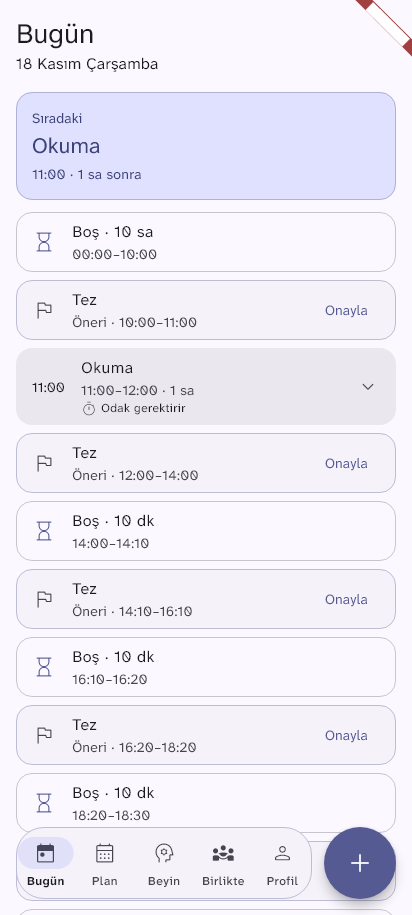 Bugün
18 Kasım Çarşamba
Sıradaki
Okuma
11:00 · 1 sa sonra
Boş · 10 sa
00:00–10:00
Tez
Öneri · 10:00–11:00
Onayla
11:00
Okuma
11:00–12:00 · 1 sa
Odak gerektirir
Tez
Öneri · 12:00–14:00
Onayla
Boş · 10 dk
14:00–14:10
Tez
Öneri · 14:10–16:10
Onayla
Boş · 10 dk
16:10–16:20
Tez
Öneri · 16:20–18:20
Onayla
Boş · 10 dk
18:20–18:30
Bugün
Plan
Beyin
Birlikte
Profil